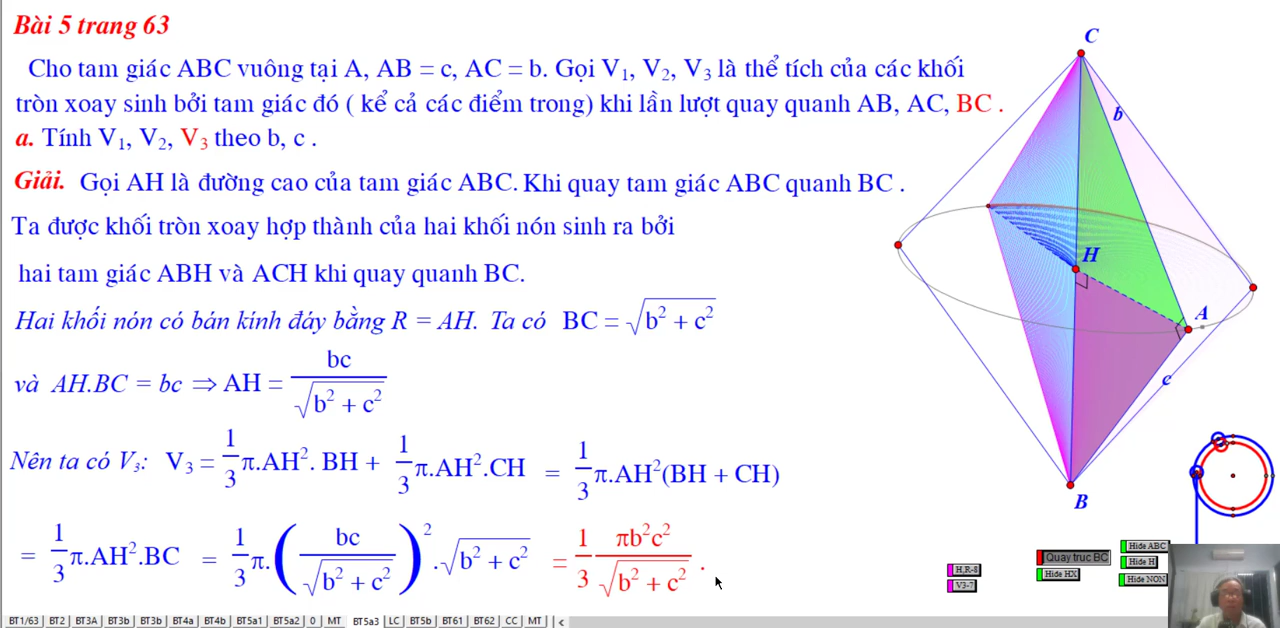 Bài 5 trang 63
Cho tam giác ABC vuông tại A, AB = c, AC = b. Gọi V₁, V₂, V₃ là thể tích của các khối
tròn xoay sinh bởi tam giác đó ( kể cả các điểm trong) khi lần lượt quay quanh AB, AC, BC .
a. Tính V₁, V₂, V₃ theo b, c .
Giải. Gọi AH là đường cao của tam giác ABC. Khi quay tam giác ABC quanh BC .
Ta được khối tròn xoay hợp thành của hai khối nón sinh ra bởi
hai tam giác ABH và ACH khi quay quanh BC.
Hai khối nón có bán kính đáy bằng R = AH. Ta có BC = √(b² + c²)
và AH.BC = bc ⇒ AH = bc/√(b² + c²)
Nên ta có V₃: V₃ = 1/3 π.AH². BH + 1/3 π.AH².CH = 1/3 π.AH²(BH + CH)
= 1/3 π.AH².BC = 1/3 π.(bc/√(b² + c²))².√(b² + c²) = 1/3 πb²c²/√(b² + c²) .
C
b
H
A
c
B
H,R-8
V3-7
Quay truc BC
Hide HX
Hide ABC
Hide H
Hide NON
BT1/63 BT2 BT3A BT3b BT3b BT4a BT4b BT5a1 BT5a2 0 MT BT5a3 LC BT5b BT61 BT62 CC MT <